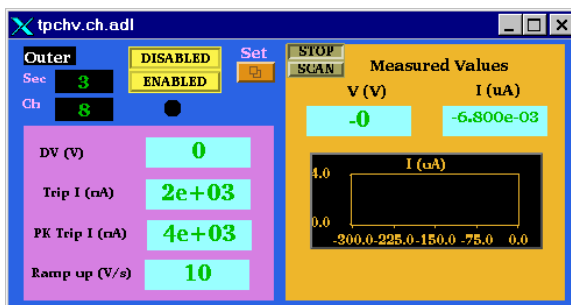 tpchv.ch.adl
Outer
Sec 3
Ch 8
DISABLED
ENABLED
Set
DV (V) 0
Trip I (nA) 2e+03
PK Trip I (nA) 4e+03
Ramp up (V/s) 10
STOP
SCAN
Measured Values
V (V) I (uA)
-0 -6.800e-03
I (uA)
4.0
0.0
-300.0 -225.0 -150.0 -75.0 0.0